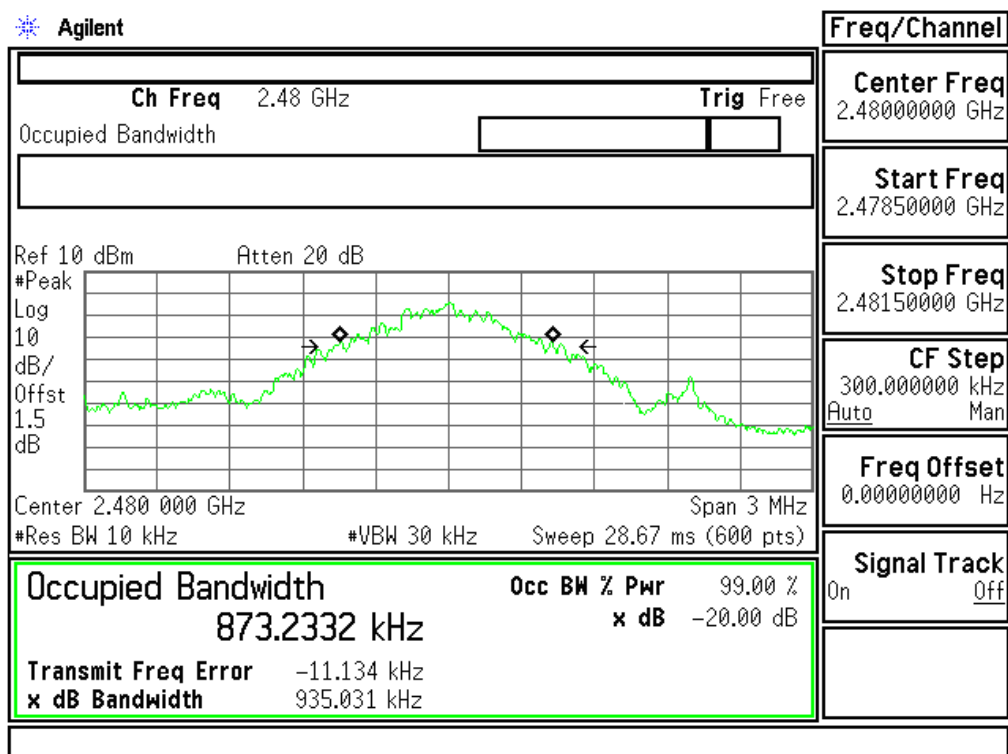 Agilent
Freq/Channel
Ch Freq 2.48 GHz Trig Free
Occupied Bandwidth
Center Freq
2.48000000 GHz
Start Freq
2.47850000 GHz
Stop Freq
2.48150000 GHz
CF Step
300.000000 kHz
Auto Man
Freq Offset
0.00000000 Hz
Signal Track
On Off
Ref 10 dBm Atten 20 dB
#Peak
Log
10
dB/
Offst
1.5
dB
Center 2.480 000 GHz Span 3 MHz
#Res BW 10 kHz #VBW 30 kHz Sweep 28.67 ms (600 pts)
Occupied Bandwidth
873.2332 kHz
Occ BW % Pwr 99.00 %
x dB -20.00 dB
Transmit Freq Error -11.134 kHz
x dB Bandwidth 935.031 kHz